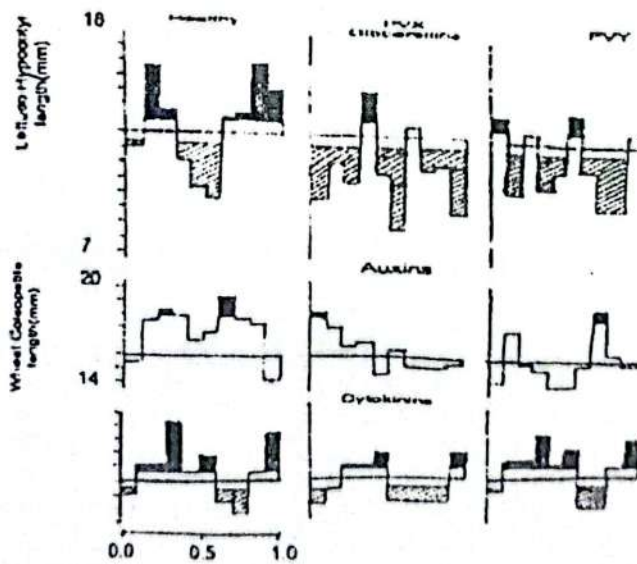 18
Healthy
PVX
Gibberellins
PVY
Lettuce Hypocotyl
length(mm)
7
20
Auxins
Wheat Coleoptile
length(mm)
14
Cytokinins
0.0 0.5 1.0